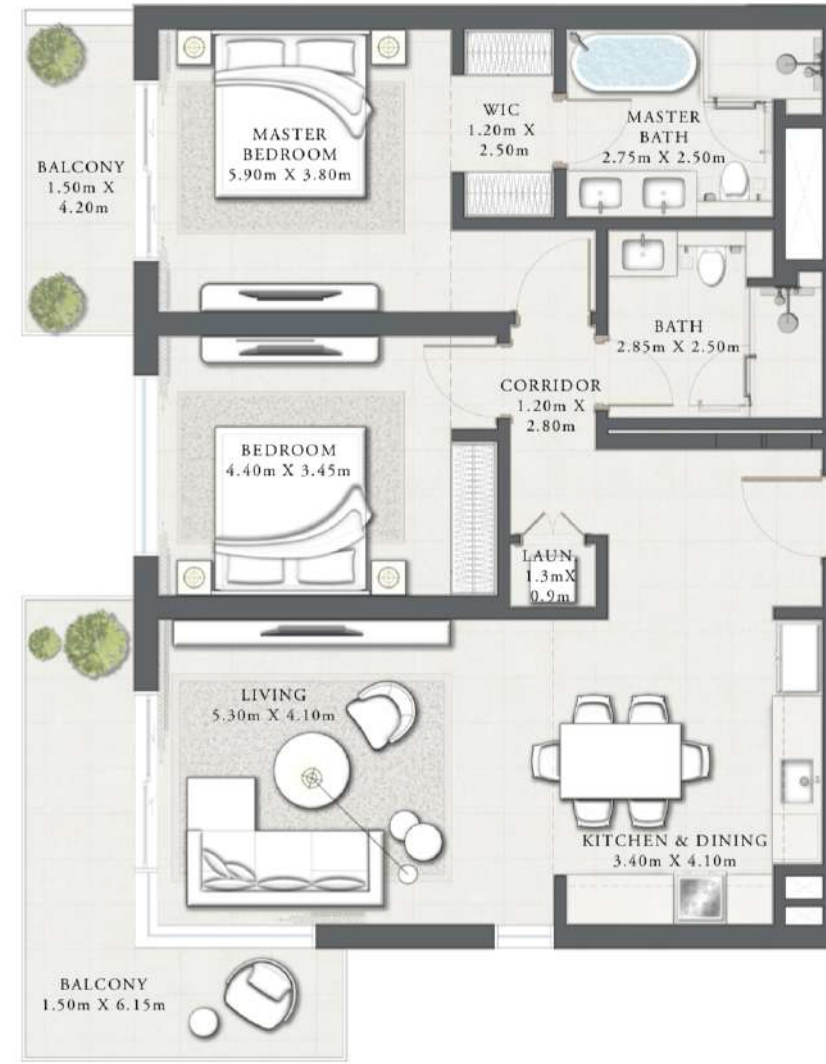 MASTER
BEDROOM
5.90m X 3.80m
WIC
1.20m X
2.50m
MASTER
BATH
2.75m X 2.50m
BALCONY
1.50m X
4.20m
BATH
2.85m X 2.50m
CORRIDOR
1.20m X
2.80m
BEDROOM
4.40m X 3.45m
LAUN.
1.3mX
0.9m
LIVING
5.30m X 4.10m
KITCHEN & DINING
3.40m X 4.10m
BALCONY
1.50m X 6.15m